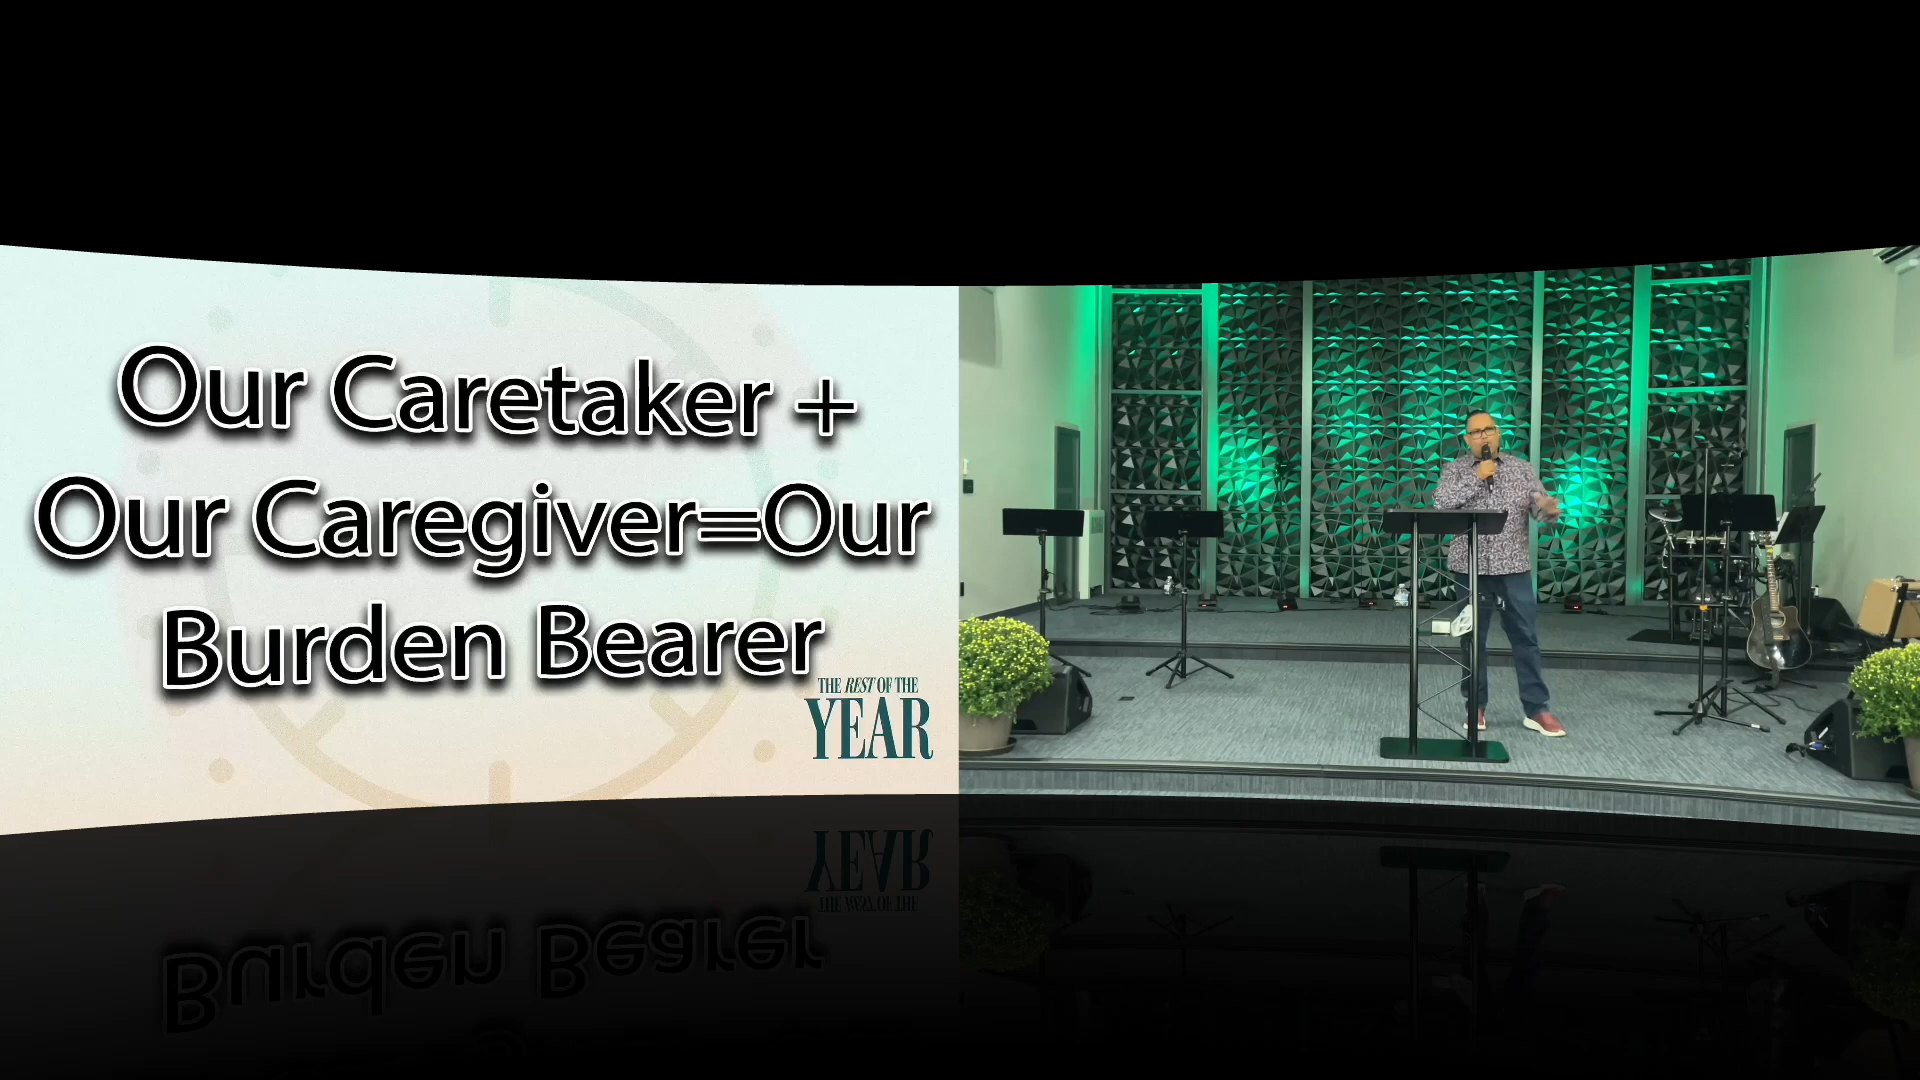 Our Caretaker +
Our Caregiver=Our
Burden Bearer
THE REST OF THE
YEAR